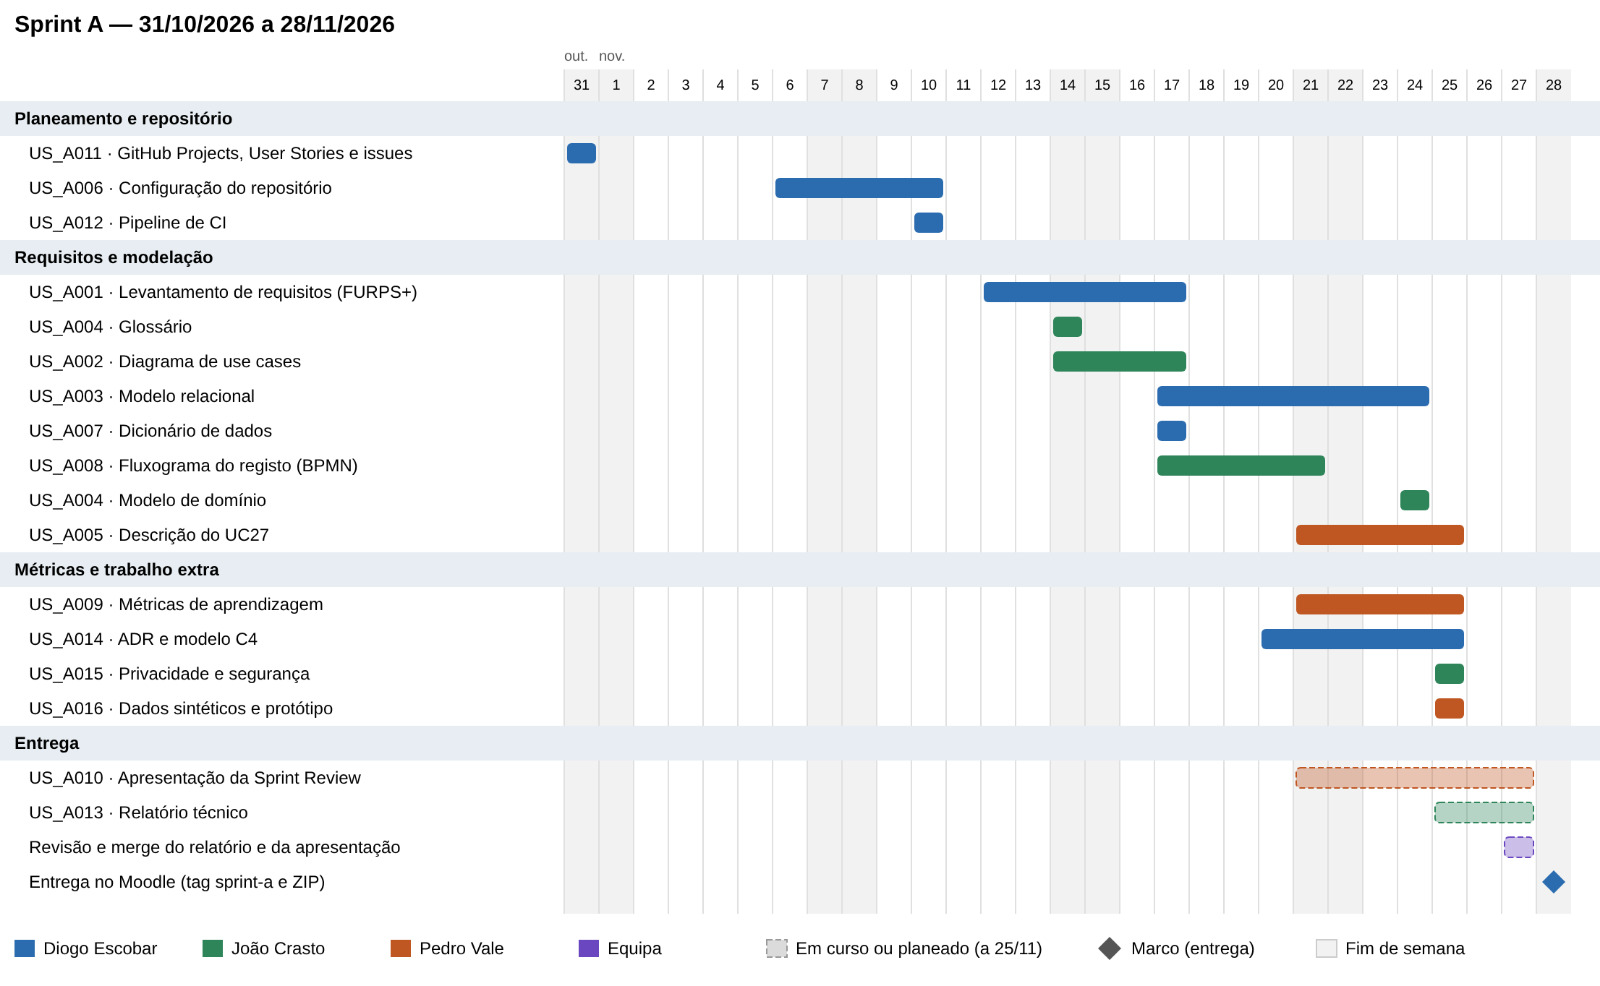 Sprint A — 31/10/2026 a 28/11/2026
out. nov.
31 1 2 3 4 5 6 7 8 9 10 11 12 13 14 15 16 17 18 19 20 21 22 23 24 25 26 27 28
Planeamento e repositório
US_A011 · GitHub Projects, User Stories e issues
US_A006 · Configuração do repositório
US_A012 · Pipeline de CI
Requisitos e modelação
US_A001 · Levantamento de requisitos (FURPS+)
US_A004 · Glossário
US_A002 · Diagrama de use cases
US_A003 · Modelo relacional
US_A007 · Dicionário de dados
US_A008 · Fluxograma do registo (BPMN)
US_A004 · Modelo de domínio
US_A005 · Descrição do UC27
Métricas e trabalho extra
US_A009 · Métricas de aprendizagem
US_A014 · ADR e modelo C4
US_A015 · Privacidade e segurança
US_A016 · Dados sintéticos e protótipo
Entrega
US_A010 · Apresentação da Sprint Review
US_A013 · Relatório técnico
Revisão e merge do relatório e da apresentação
Entrega no Moodle (tag sprint-a e ZIP)
Diogo Escobar João Crasto Pedro Vale Equipa Em curso ou planeado (a 25/11) Marco (entrega) Fim de semana